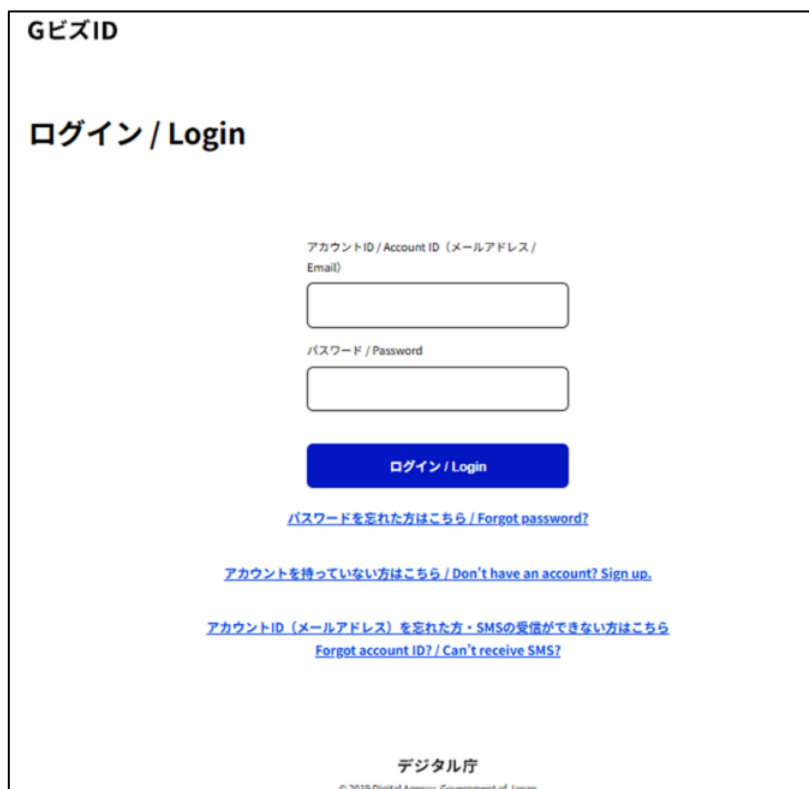 GビズID
ログイン / Login
アカウントID / Account ID（メールアドレス /
Email）
パスワード / Password
ログイン / Login
パスワードを忘れた方はこちら / Forgot password?
アカウントを持っていない方はこちら / Don't have an account? Sign up.
アカウントID（メールアドレス）を忘れた方・SMSの受信ができない方はこちら
Forgot account ID? / Can't receive SMS?
デジタル庁
© 2019 Digital Agency, Government of Japan